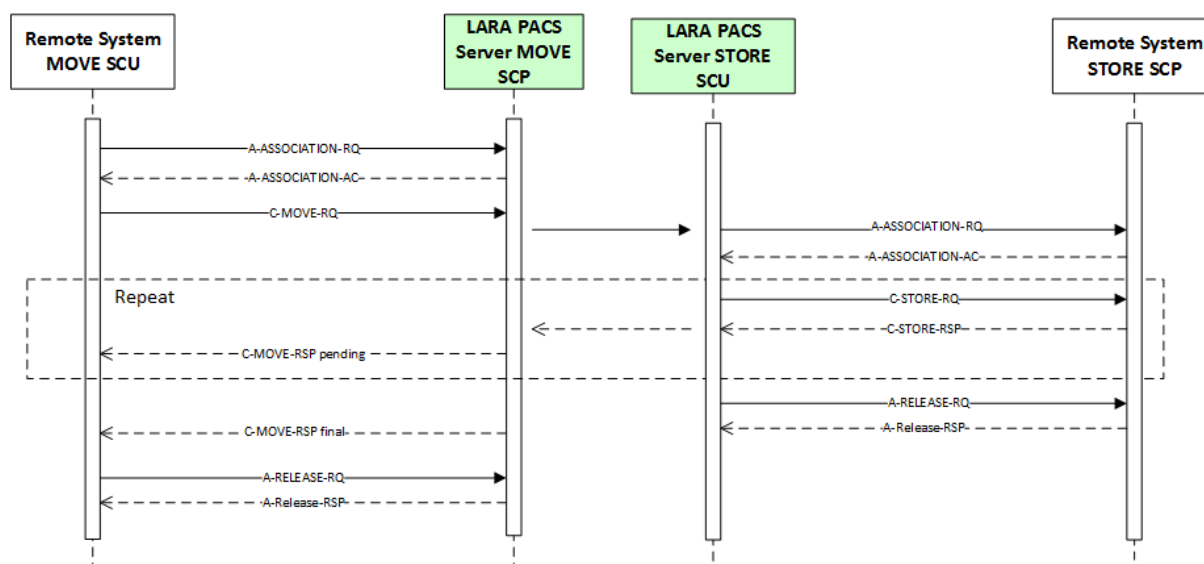 Remote System
MOVE SCU
LARA PACS
Server MOVE
SCP
LARA PACS
Server STORE
SCU
Remote System
STORE SCP
A-ASSOCIATION-RQ
A-ASSOCIATION-AC
C-MOVE-RQ
A-ASSOCIATION-RQ
A-ASSOCIATION-AC
Repeat
C-STORE-RQ
C-STORE-RSP
C-MOVE-RSP pending
A-RELEASE-RQ
A-Release-RSP
C-MOVE-RSP final
A-RELEASE-RQ
A-Release-RSP